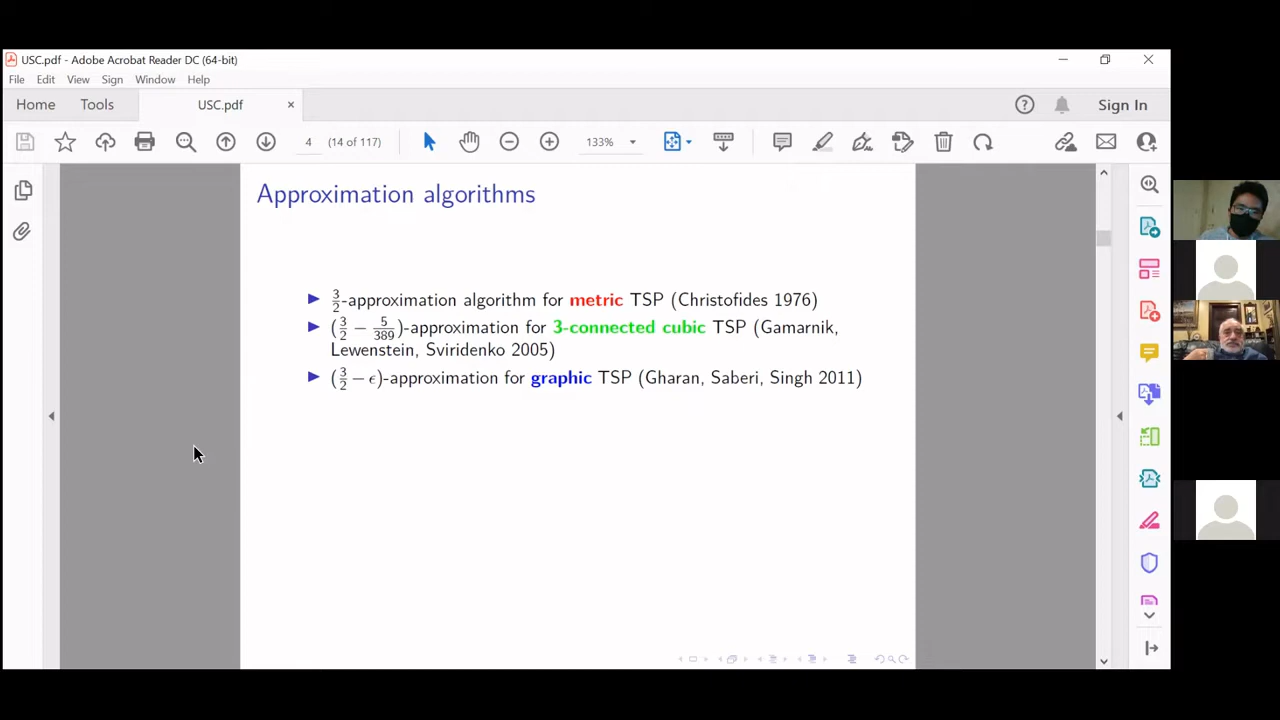 USC.pdf - Adobe Acrobat Reader DC (64-bit)
File Edit View Sign Window Help
Home Tools USC.pdf × Sign In
4 (14 of 117) 133%
Approximation algorithms
▶ 3/2-approximation algorithm for metric TSP (Christofides 1976)
▶ (3/2 − 5/389)-approximation for 3-connected cubic TSP (Gamarnik,
Lewenstein, Sviridenko 2005)
▶ (3/2 − ϵ)-approximation for graphic TSP (Gharan, Saberi, Singh 2011)